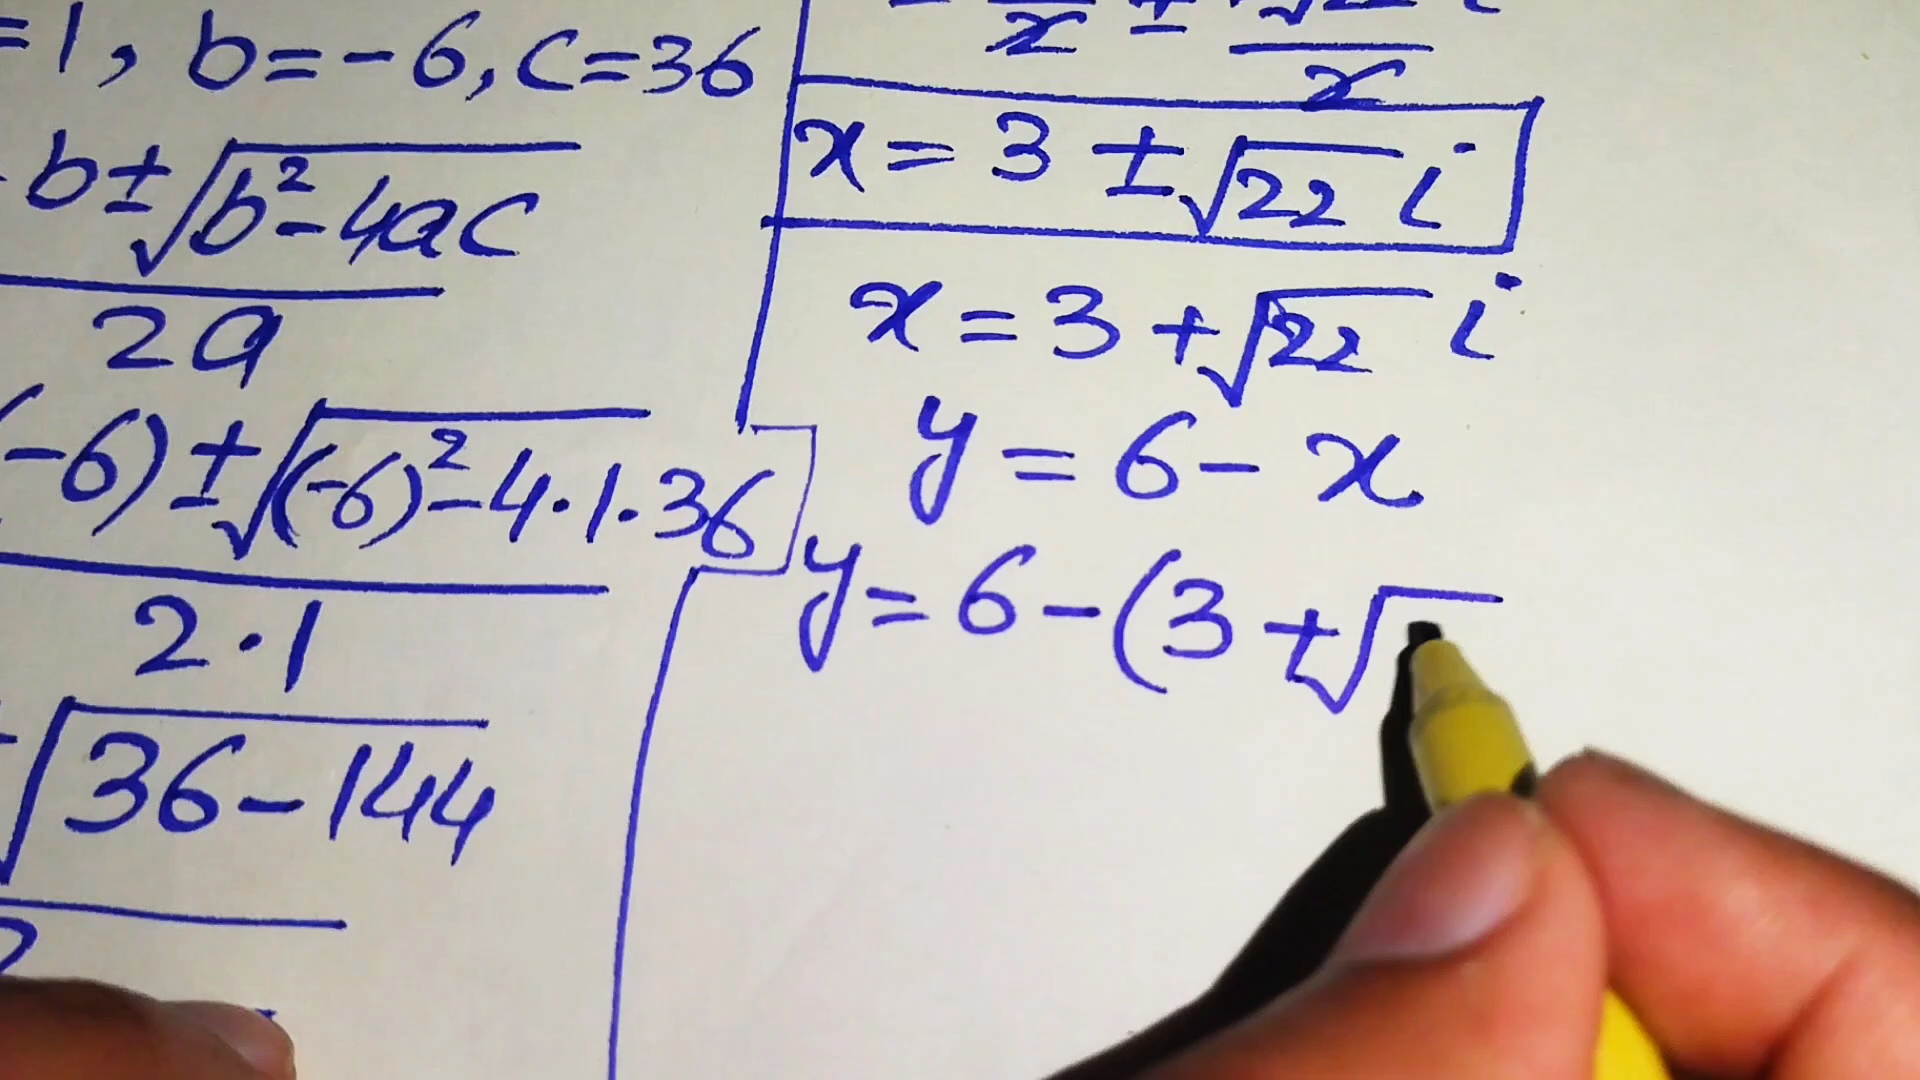 =1, b=-6, c=36
b±√b²-4ac
2a
(-6)±√(-6)²-4·1·36
2·1
√36-144
x ± x
x=3±√22 i
x=3+√22 i
y=6-x
y=6-(3+√